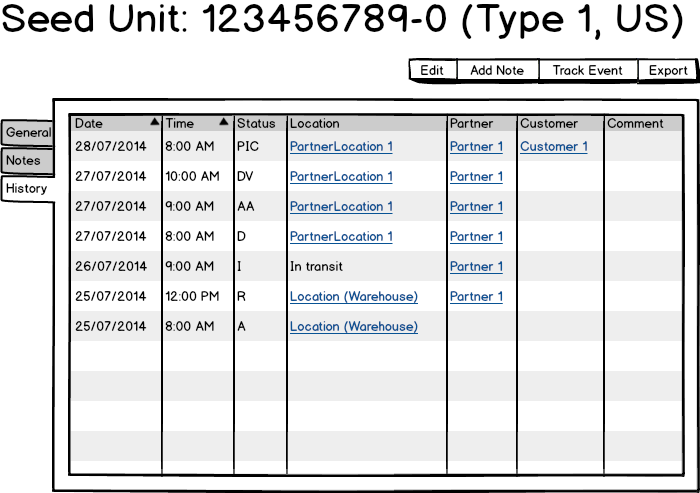 Seed Unit: 123456789-0 (Type 1, US)
Edit Add Note Track Event Export
General
Notes
History
Date Time Status Location Partner Customer Comment
28/07/2014 8:00 AM PIC PartnerLocation 1 Partner 1 Customer 1
27/07/2014 10:00 AM DV PartnerLocation 1 Partner 1
27/07/2014 9:00 AM AA PartnerLocation 1 Partner 1
27/07/2014 8:00 AM D PartnerLocation 1 Partner 1
26/07/2014 9:00 AM I In transit Partner 1
25/07/2014 12:00 PM R Location (Warehouse) Partner 1
25/07/2014 8:00 AM A Location (Warehouse)